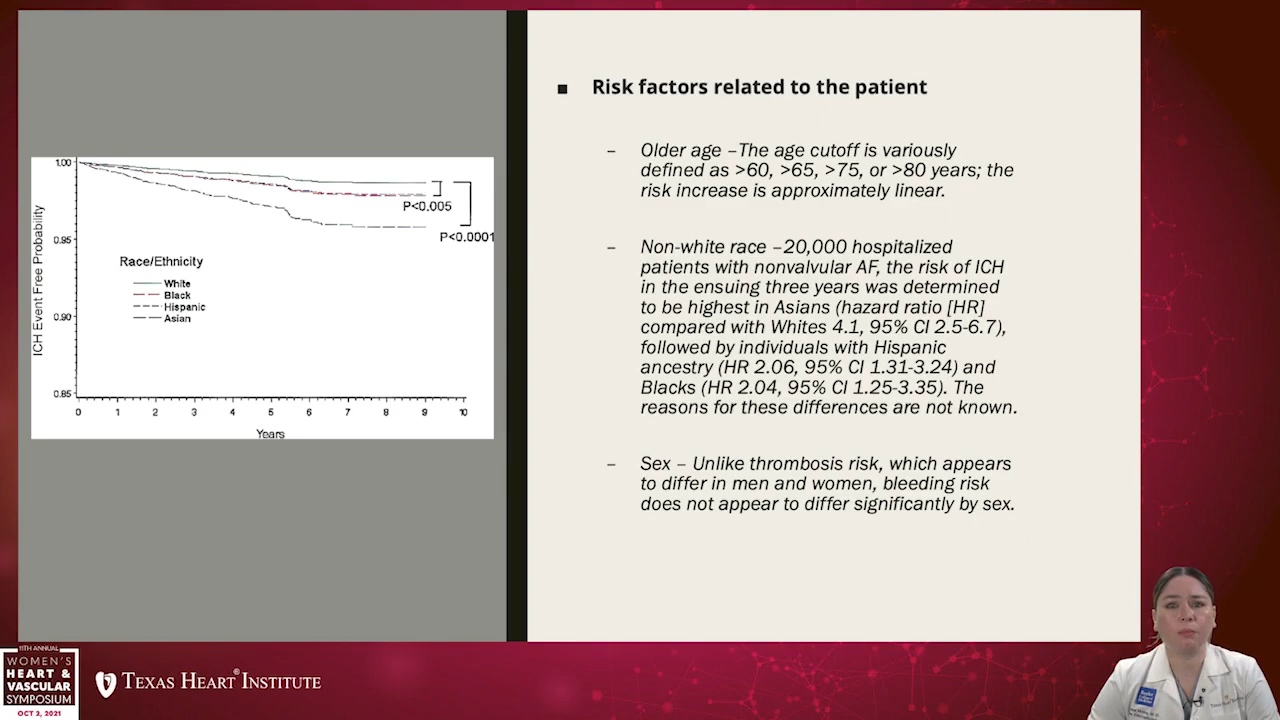 Risk factors related to the patient
– Older age –The age cutoff is variously
defined as >60, >65, >75, or >80 years; the
risk increase is approximately linear.
– Non-white race –20,000 hospitalized
patients with nonvalvular AF, the risk of ICH
in the ensuing three years was determined
to be highest in Asians (hazard ratio [HR]
compared with Whites 4.1, 95% CI 2.5-6.7),
followed by individuals with Hispanic
ancestry (HR 2.06, 95% CI 1.31-3.24) and
Blacks (HR 2.04, 95% CI 1.25-3.35). The
reasons for these differences are not known.
– Sex – Unlike thrombosis risk, which appears
to differ in men and women, bleeding risk
does not appear to differ significantly by sex.
ICH Event Free Probability
1.00
0.95
0.90
0.85
P<0.005
P<0.0001
Race/Ethnicity
White
Black
Hispanic
Asian
0 1 2 3 4 5 6 7 8 9 10
Years
11TH ANNUAL
WOMEN'S
HEART &
VASCULAR
SYMPOSIUM
OCT 2, 2021
TEXAS HEART® INSTITUTE